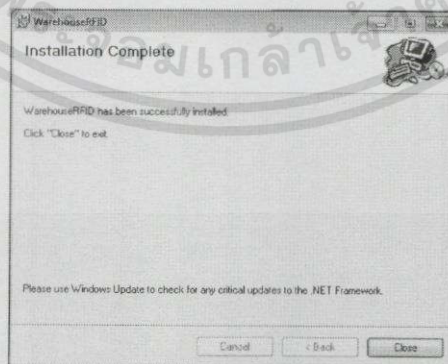 WarehouseRFID
Installation Complete
WarehouseRFID has been successfully installed.
Click "Close" to exit.
Please use Windows Update to check for any critical updates to the .NET Framework.
Cancel
< Back
Close